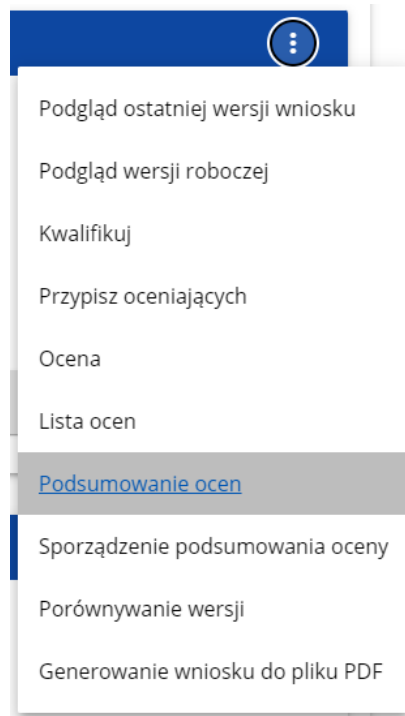 Podgląd ostatniej wersji wniosku
Podgląd wersji roboczej
Kwalifikuj
Przypisz oceniających
Ocena
Lista ocen
Podsumowanie ocen
Sporządzenie podsumowania oceny
Porównywanie wersji
Generowanie wniosku do pliku PDF